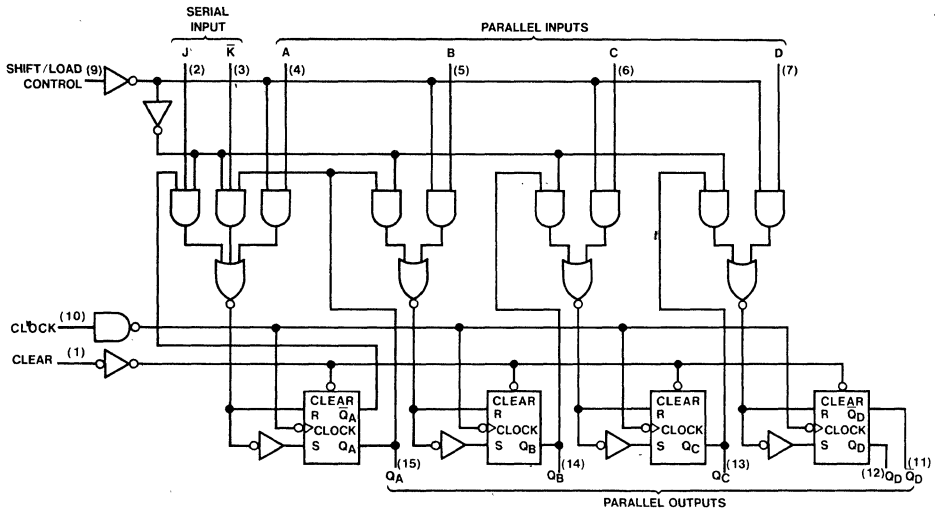 SERIAL
INPUT
PARALLEL INPUTS
J K̅ A B C D
SHIFT/LOAD (9) (2) (3) (4) (5) (6) (7)
CONTROL
CLOCK (10)
CLEAR (1)
CLEAR CLEAR CLEAR CLEAR
R Q̅A R R R Q̅D
CLOCK CLOCK CLOCK CLOCK
S QA S QB S QC S QD
(15) (14) (13) (12) (11)
QA QB QC QD Q̅D
PARALLEL OUTPUTS